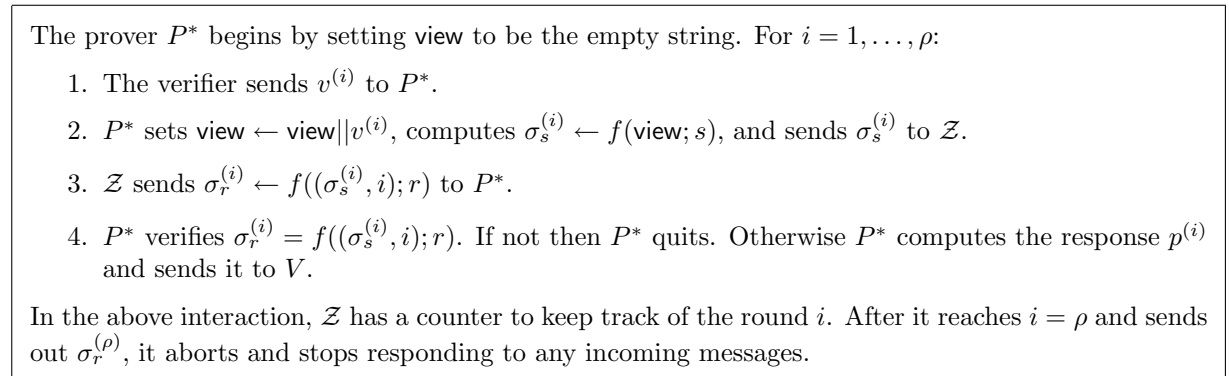 The prover P* begins by setting view to be the empty string. For i = 1, . . . , ρ:
1. The verifier sends v^{(i)} to P*.
2. P* sets view ← view||v^{(i)}, computes σ_s^{(i)} ← f(view; s), and sends σ_s^{(i)} to 𝒵.
3. 𝒵 sends σ_r^{(i)} ← f((σ_s^{(i)}, i); r) to P*.
4. P* verifies σ_r^{(i)} = f((σ_s^{(i)}, i); r). If not then P* quits. Otherwise P* computes the response p^{(i)}
and sends it to V.
In the above interaction, 𝒵 has a counter to keep track of the round i. After it reaches i = ρ and sends
out σ_r^{(ρ)}, it aborts and stops responding to any incoming messages.